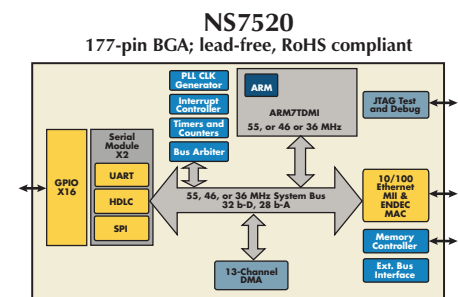 NS7520
177-pin BGA; lead-free, RoHS compliant
PLL CLK
Generator
Interrupt
Controller
Timers and
Counters
Bus Arbiter
ARM
ARM7TDMI
55, or 46 or 36 MHz
JTAG Test
and Debug
GPIO
X16
Serial
Module
X2
UART
HDLC
SPI
55, 46, or 36 MHz System Bus
32 b-D, 28 b-A
10/100
Ethernet
MII &
ENDEC
MAC
Memory
Controller
Ext. Bus
Interface
13-Channel
DMA